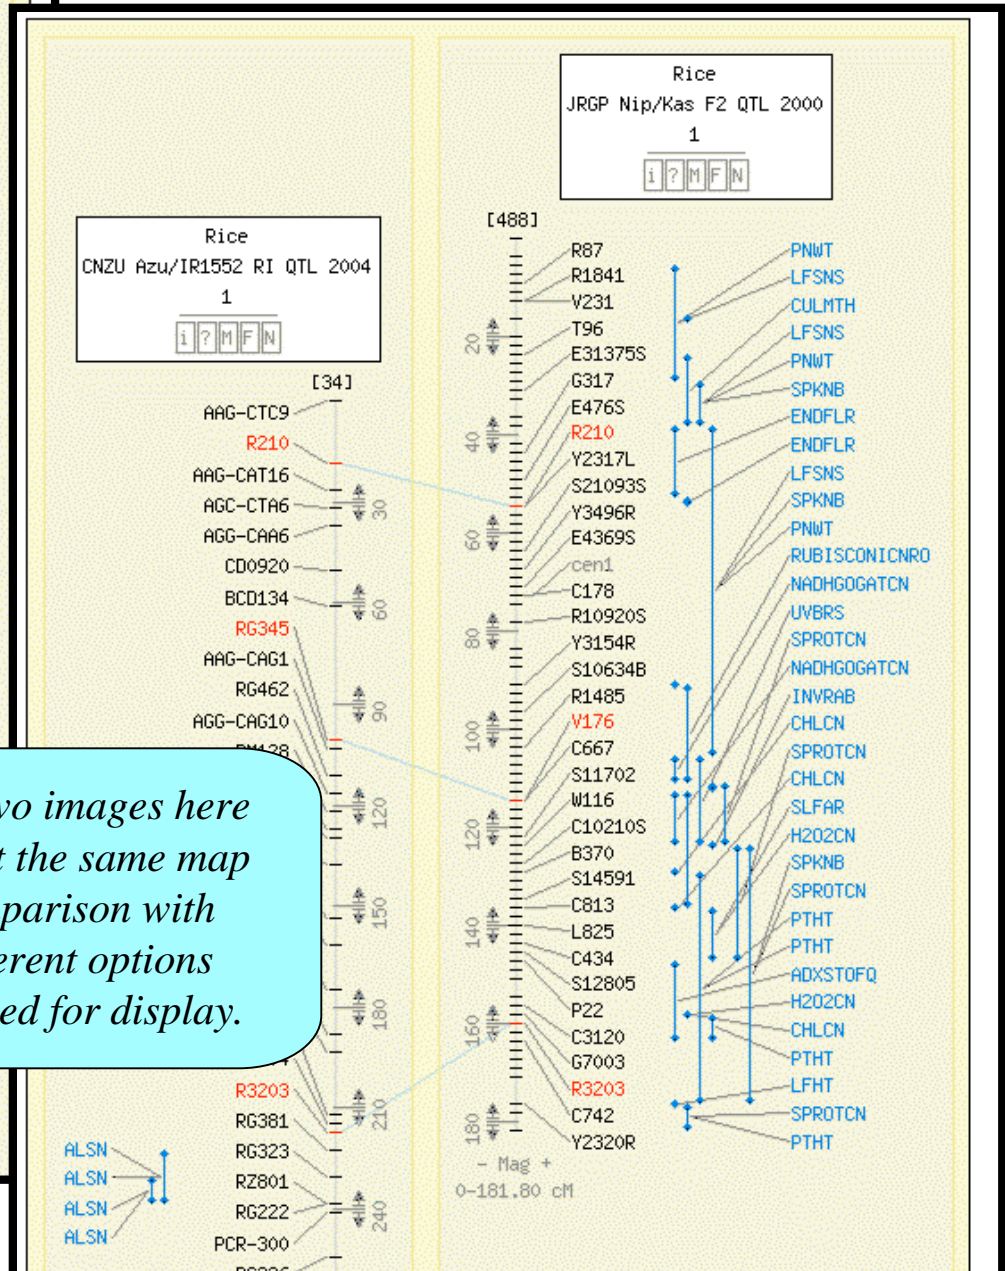 Rice
JRGP Nip/Kas F2 QTL 2000
1
i ? M F N
Rice
CNZU Azu/IR1552 RI QTL 2004
1
i ? M F N
[34]
AAG-CTC9
R210
AAG-CAT16
AGC-CTA6
AGG-CAA6
CDO920
BCD134
RG345
AAG-CAG1
RG462
AGG-CAG10
R3203
RG381
RG323
RZ801
RG222
PCR-300
30
60
90
120
150
180
210
240
ALSN
ALSN
ALSN
ALSN
[488]
R87
R1841
V231
T96
E31375S
G317
E476S
R210
Y2317L
S21093S
Y3496R
E4369S
cen1
C178
R10920S
Y3154R
S10634B
R1485
V176
C667
S11702
W116
C10210S
B370
S14591
C813
L825
C434
S12805
P22
C3120
G7003
R3203
C742
Y2320R
20
40
60
80
100
120
140
160
180
- Mag +
0-181.80 cM
PNWT
LFSNS
CULMTH
LFSNS
PNWT
SPKNB
ENDFLR
ENDFLR
LFSNS
SPKNB
PNWT
RUBISCONICNRO
NADHGOGATCN
UVBRS
SPROTCN
NADHGOGATCN
INVRAB
CHLCN
SPROTCN
CHLCN
SLFAR
H2O2CN
SPKNB
SPROTCN
PTHT
PTHT
ADXSTOFQ
H2O2CN
CHLCN
PTHT
LFHT
SPROTCN
PTHT
wo images here
t the same map
parison with
erent options
ed for display.